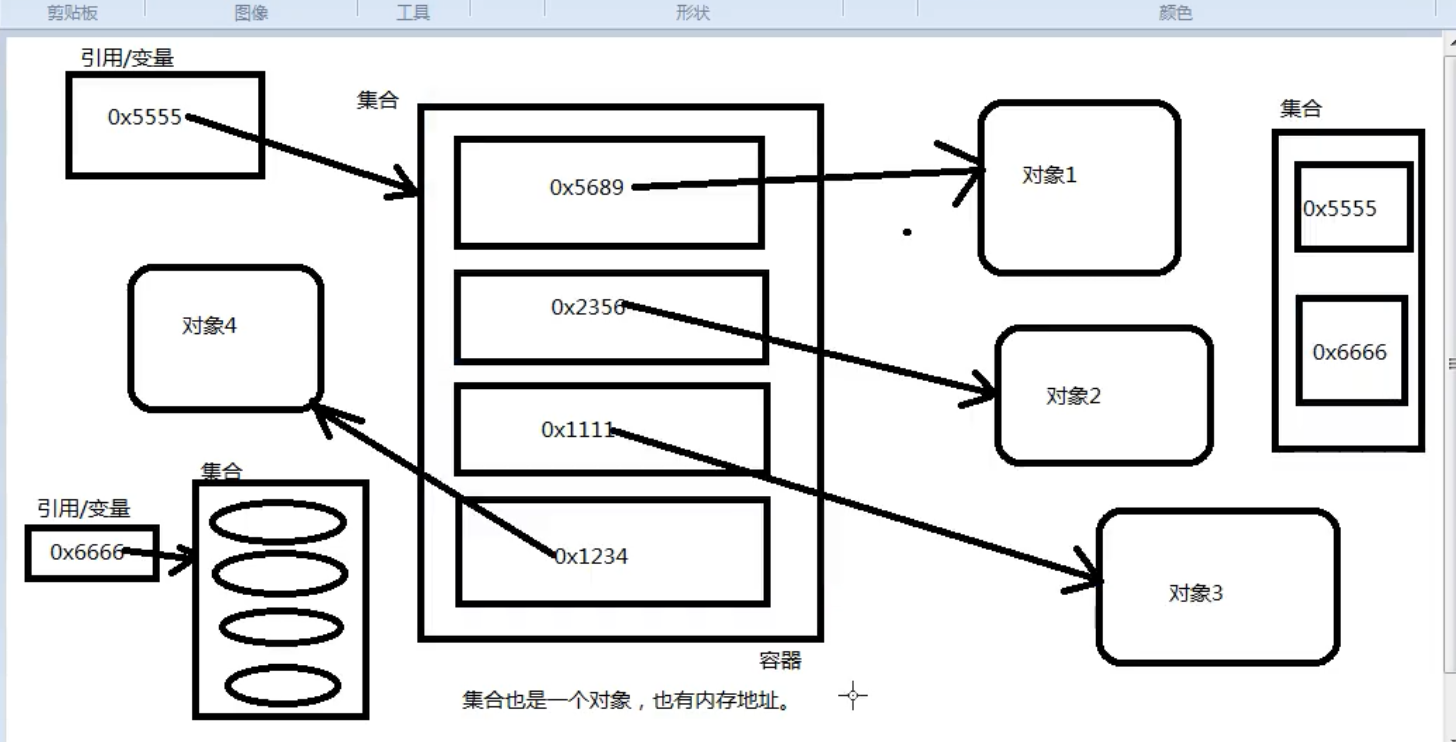 剪贴板 图像 工具 形状 颜色
引用/变量
0x5555
集合
0x5689
0x2356
0x1111
0x1234
容器
对象1
对象2
对象3
对象4
集合
0x5555
0x6666
引用/变量
0x6666
集合
集合也是一个对象，也有内存地址。